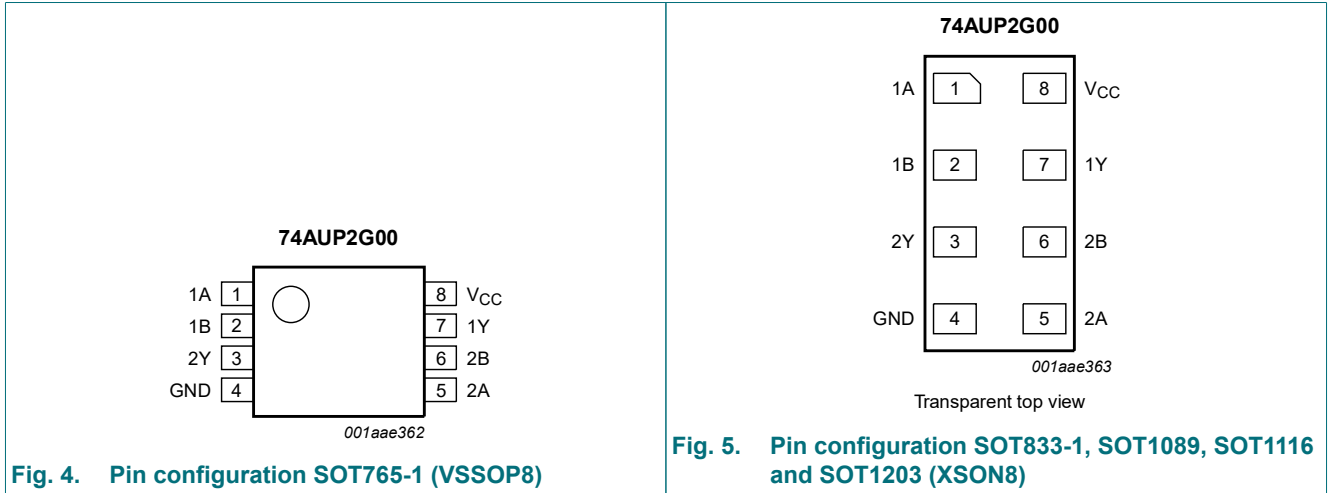 74AUP2G00
1A 1 8 VCC
1B 2 7 1Y
2Y 3 6 2B
GND 4 5 2A
001aae362
Fig. 4. Pin configuration SOT765-1 (VSSOP8)
74AUP2G00
1A 1 8 VCC
1B 2 7 1Y
2Y 3 6 2B
GND 4 5 2A
001aae363
Transparent top view
Fig. 5. Pin configuration SOT833-1, SOT1089, SOT1116
and SOT1203 (XSON8)